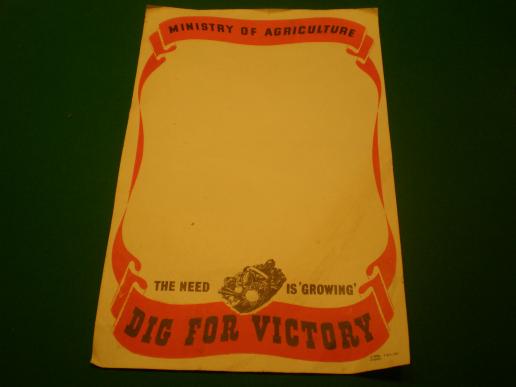 MINISTRY OF AGRICULTURE
THE NEED IS 'GROWING'
DIG FOR VICTORY